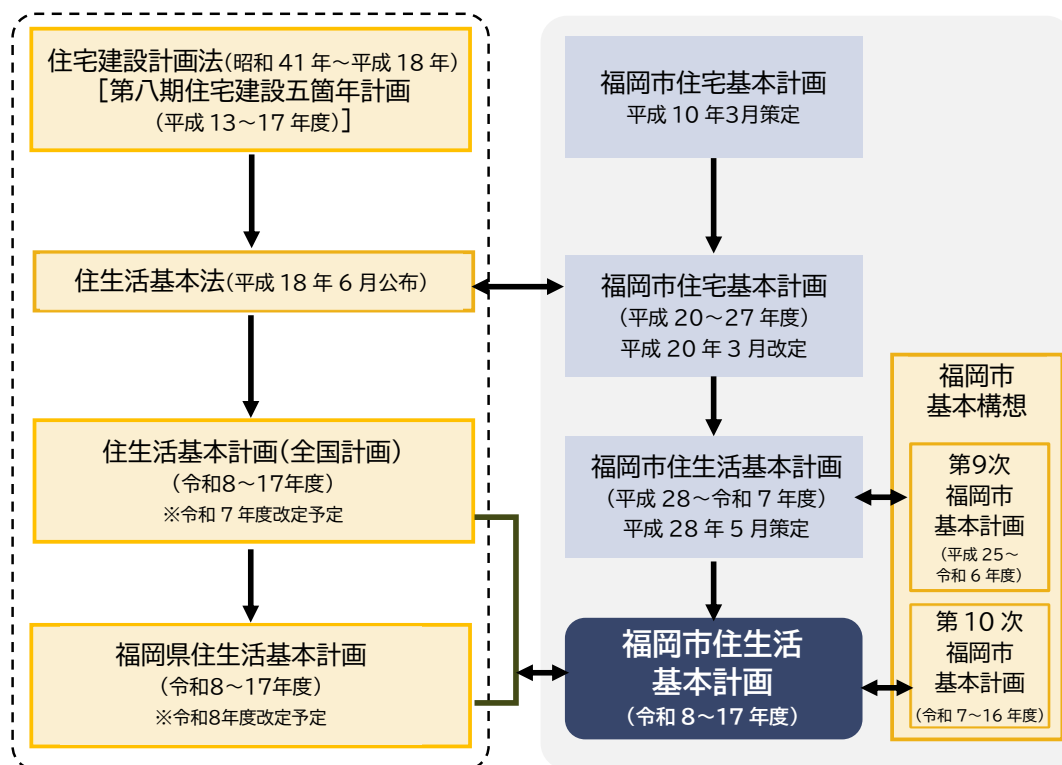 住宅建設計画法(昭和 41 年～平成 18 年)
[第八期住宅建設五箇年計画
(平成 13～17 年度)]
住生活基本法(平成 18 年 6 月公布)
住生活基本計画(全国計画)
(令和8～17年度)
※令和 7 年度改定予定
福岡県住生活基本計画
(令和8～17年度)
※令和8年度改定予定
福岡市住宅基本計画
平成 10 年3月策定
福岡市住宅基本計画
(平成 20～27 年度)
平成 20 年 3 月改定
福岡市住生活基本計画
(平成 28～令和 7 年度)
平成 28 年 5 月策定
福岡市住生活
基本計画
(令和 8～17 年度)
福岡市
基本構想
第9次
福岡市
基本計画
(平成 25～
令和 6 年度)
第 10 次
福岡市
基本計画
(令和 7～16 年度)